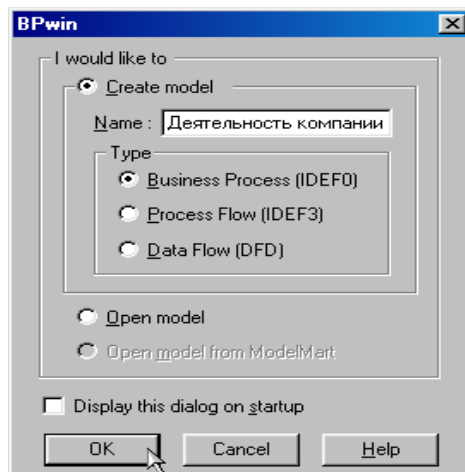 BPwin
I would like to
Create model
Name : Деятельность компании
Type
Business Process (IDEF0)
Process Flow (IDEF3)
Data Flow (DFD)
Open model
Open model from ModelMart
Display this dialog on startup
OK Cancel Help